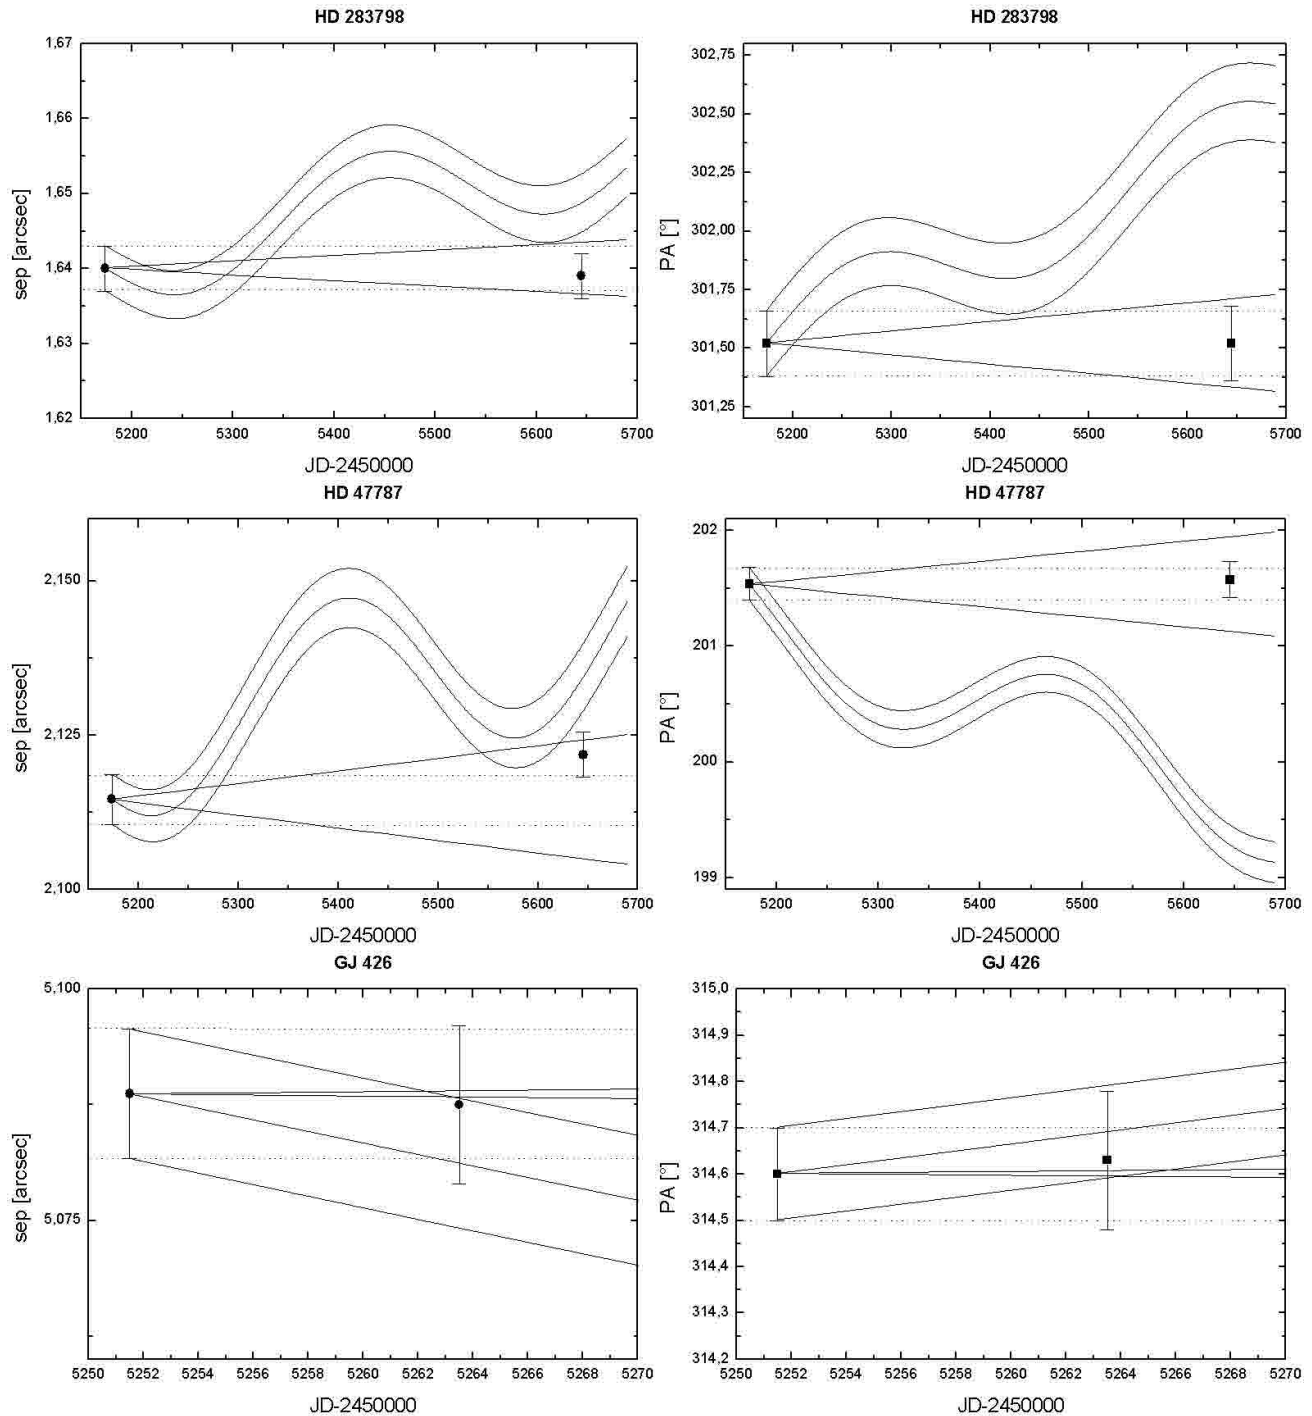 HD 283798
1,67
1,66
1,65
1,64
1,63
1,62
sep [arcsec]
5200 5300 5400 5500 5600 5700
JD-2450000
HD 283798
302,75
302,50
302,25
302,00
301,75
301,50
301,25
PA [°]
5200 5300 5400 5500 5600 5700
JD-2450000
HD 47787
2,150
2,125
2,100
sep [arcsec]
5200 5300 5400 5500 5600 5700
JD-2450000
HD 47787
202
201
200
199
PA [°]
5200 5300 5400 5500 5600 5700
JD-2450000
GJ 426
5,100
5,075
sep [arcsec]
5250 5252 5254 5256 5258 5260 5262 5264 5266 5268 5270
JD-2450000
GJ 426
315,0
314,9
314,8
314,7
314,6
314,5
314,4
314,3
314,2
PA [°]
5250 5252 5254 5256 5258 5260 5262 5264 5266 5268 5270
JD-2450000